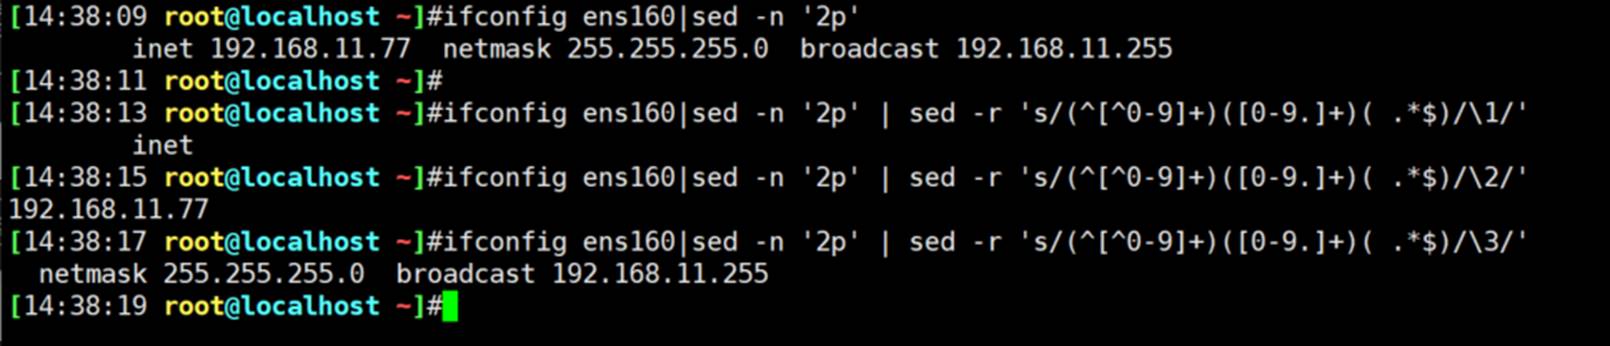 [14:38:09 root@localhost ~]#ifconfig ens160|sed -n '2p'
        inet 192.168.11.77  netmask 255.255.255.0  broadcast 192.168.11.255
[14:38:11 root@localhost ~]#
[14:38:13 root@localhost ~]#ifconfig ens160|sed -n '2p' | sed -r 's/(^[^0-9]+)([0-9.]+)( .*$)/\1/'
        inet
[14:38:15 root@localhost ~]#ifconfig ens160|sed -n '2p' | sed -r 's/(^[^0-9]+)([0-9.]+)( .*$)/\2/'
192.168.11.77
[14:38:17 root@localhost ~]#ifconfig ens160|sed -n '2p' | sed -r 's/(^[^0-9]+)([0-9.]+)( .*$)/\3/'
  netmask 255.255.255.0  broadcast 192.168.11.255
[14:38:19 root@localhost ~]#